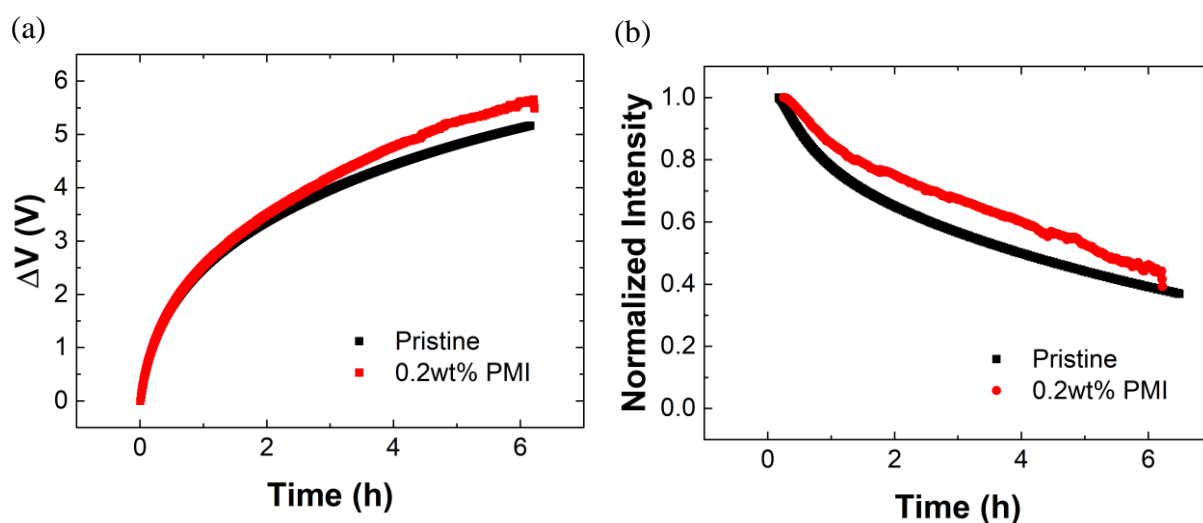 (a)
6
5
4
3
2
1
0
ΔV (V)
Pristine
0.2wt% PMI
0
2
4
6
Time (h)
(b)
1.0
0.8
0.6
0.4
0.2
0.0
Normalized Intensity
Pristine
0.2wt% PMI
0
2
4
6
Time (h)